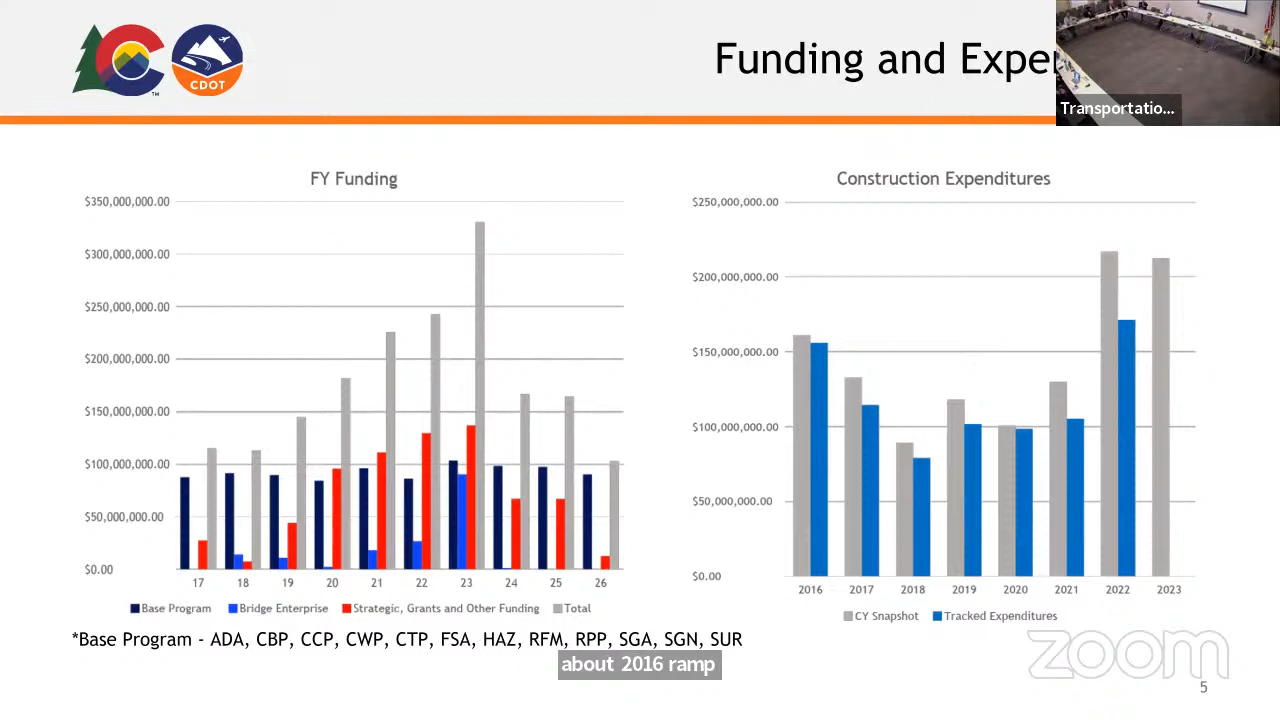 CDOT
TM
Funding and Expe
Transportatio...
FY Funding
$350,000,000.00
$300,000,000.00
$250,000,000.00
$200,000,000.00
$150,000,000.00
$100,000,000.00
$50,000,000.00
$0.00
17 18 19 20 21 22 23 24 25 26
Base Program Bridge Enterprise Strategic, Grants and Other Funding Total
Construction Expenditures
$250,000,000.00
$200,000,000.00
$150,000,000.00
$100,000,000.00
$50,000,000.00
$0.00
2016 2017 2018 2019 2020 2021 2022 2023
CY Snapshot Tracked Expenditures
*Base Program - ADA, CBP, CCP, CWP, CTP, FSA, HAZ, RFM, RPP, SGA, SGN, SUR
about 2016 ramp
zoom
5